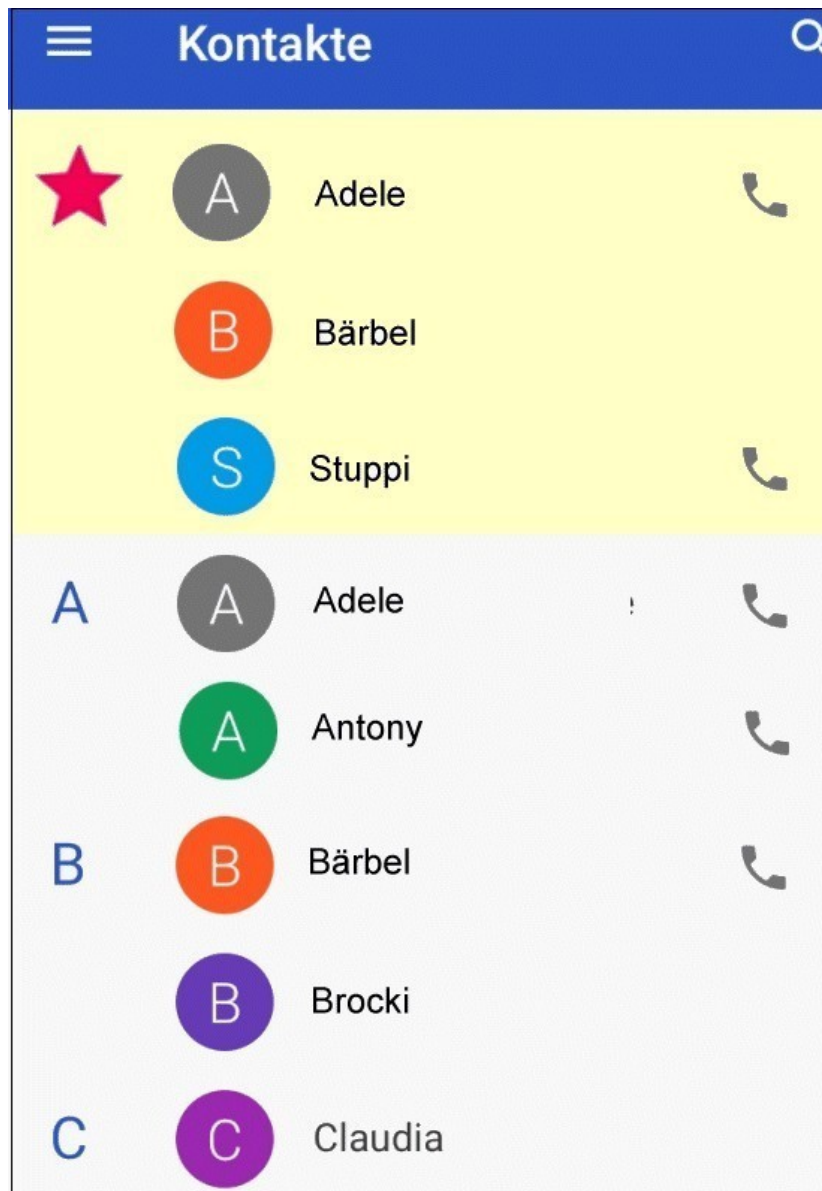 Kontakte
A Adele
B Bärbel
S Stuppi
A A Adele
A Antony
B B Bärbel
B Brocki
C C Claudia